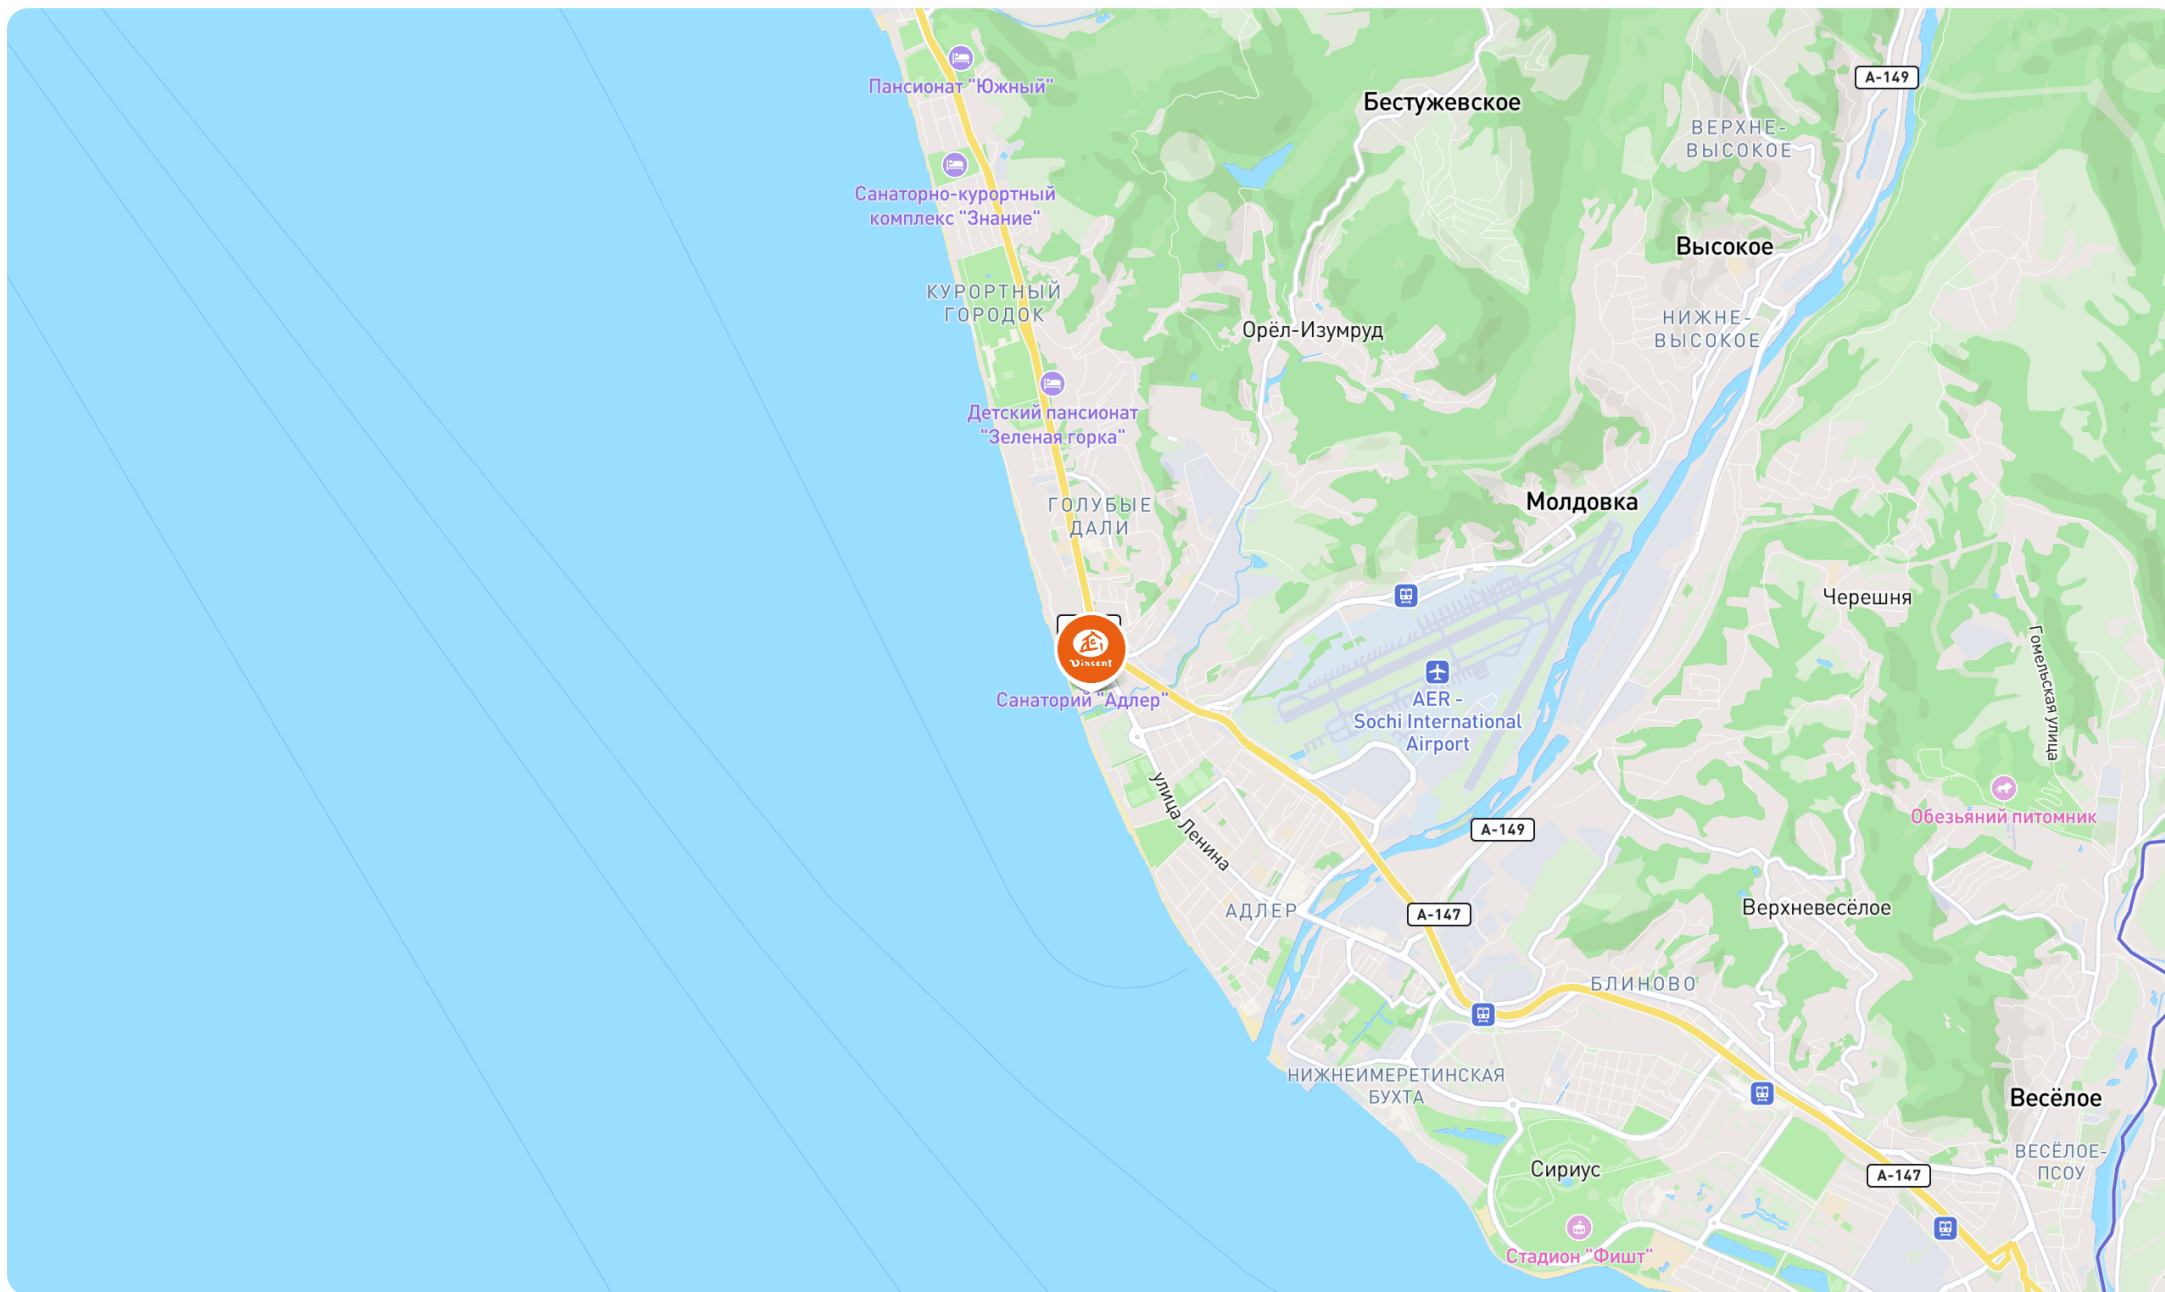 A-149
Пансионат "Южный"
Бестужевское
ВЕРХНЕ-
ВЫСОКОЕ
Санаторно-курортный
комплекс "Знание"
Высокое
КУРОРТНЫЙ
ГОРОДОК
НИЖНЕ-
ВЫСОКОЕ
Орёл-Изумруд
Детский пансионат
"Зеленая горка"
ГОЛУБЫЕ
ДАЛИ
Молдовка
Черешня
Гомельская улица
Vincent
Санаторий "Адлер"
AER -
Sochi International
Airport
улица Ленина
Обезьяний питомник
A-149
АДЛЕР
A-147
Верхневесёлое
БЛИНОВО
НИЖНЕИМЕРЕТИНСКАЯ
БУХТА
Весёлое
ВЕСЁЛОЕ-
ПСОУ
Сириус
A-147
Стадион "Фишт"